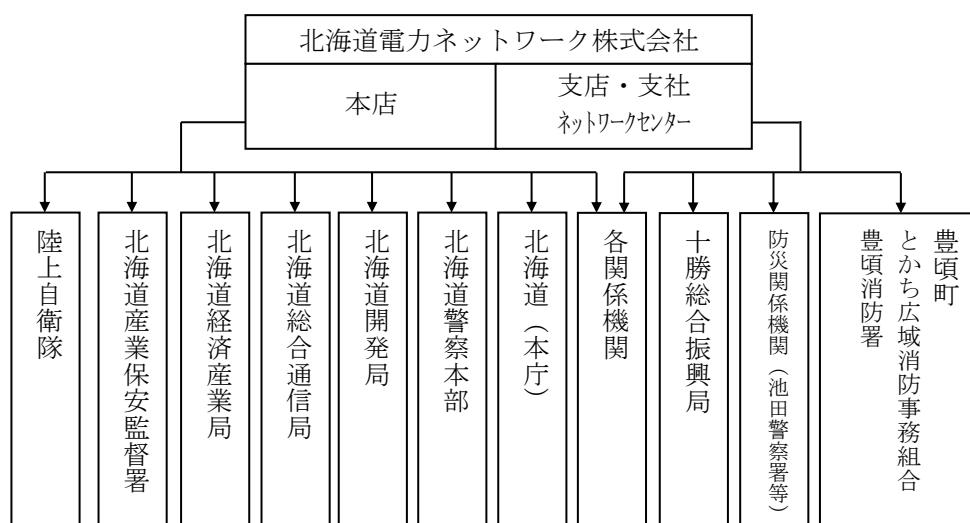 北海道電力ネットワーク株式会社
本店
支店・支社
ネットワークセンター
陸上自衛隊
北海道産業保安監督署
北海道経済産業局
北海道総合通信局
北海道開発局
北海道警察本部
北海道（本庁）
各関係機関
十勝総合振興局
防災関係機関（池田警察署等）
豊頃町
とかち広域消防事務組合
豊頃消防署